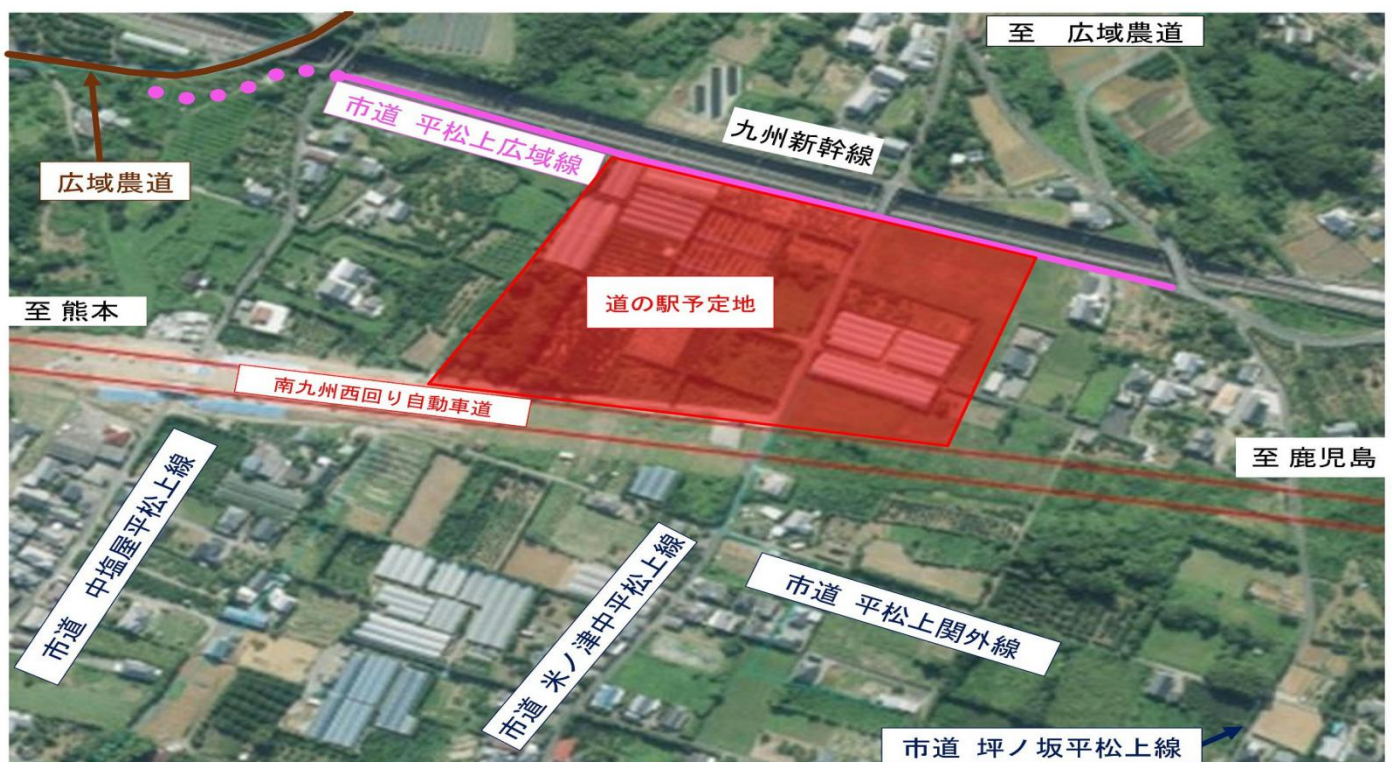 至 広域農道
市道 平松上広域線
九州新幹線
広域農道
道の駅予定地
至 熊本
南九州西回り自動車道
至 鹿児島
市道 中塩屋平松上線
市道 米ノ津中平松上線
市道 平松上関外線
市道 坪ノ坂平松上線